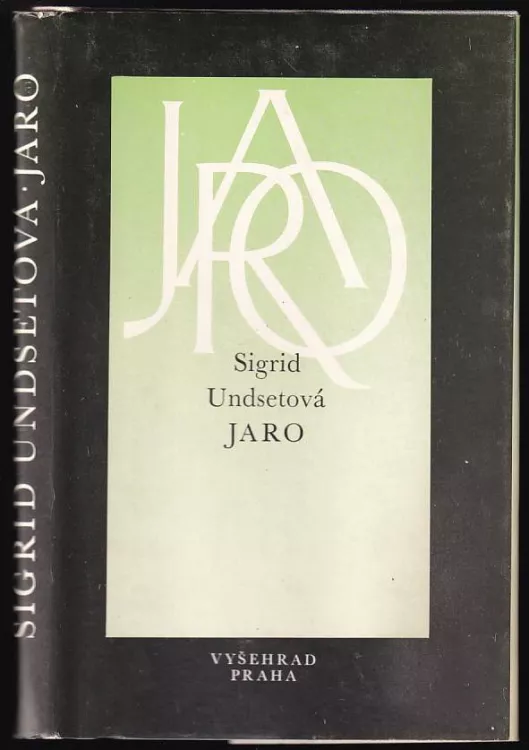 SIGRID UNDSETOVÁ · JARO
JARO
Sigrid
Undsetová
JARO
VYŠEHRAD
PRAHA